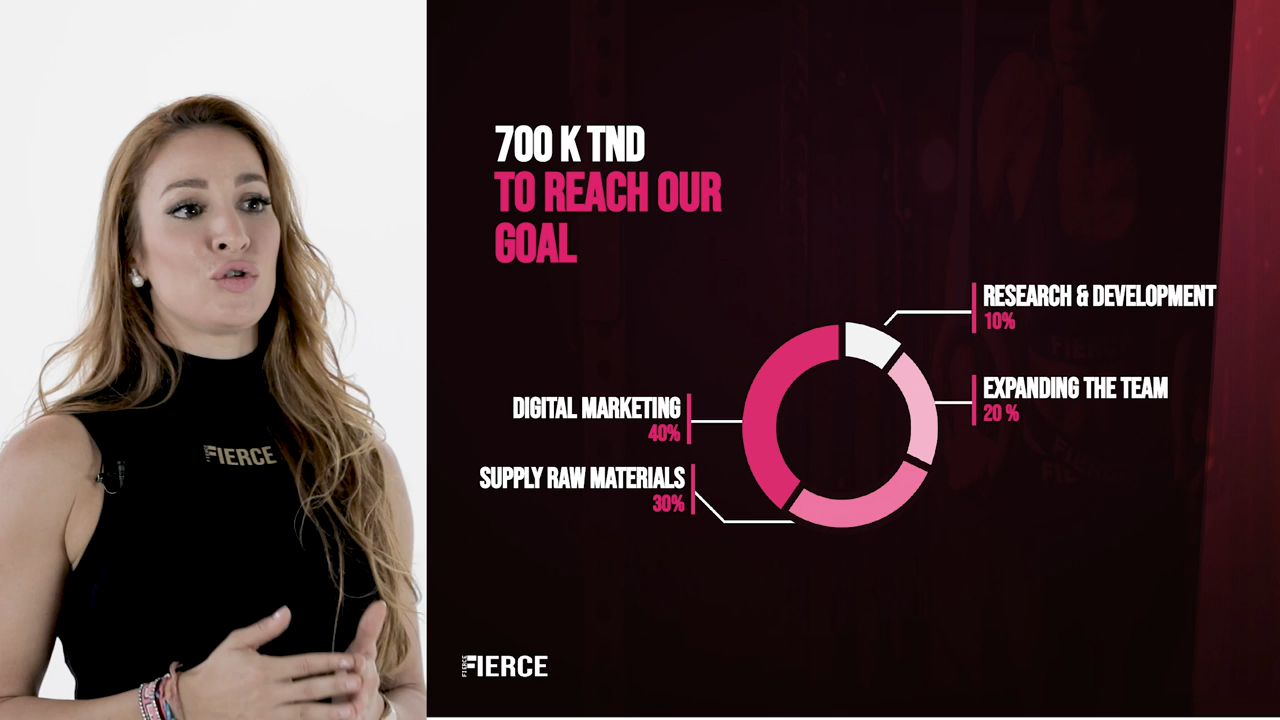 FIERCE
700 K TND
TO REACH OUR
GOAL
RESEARCH & DEVELOPMENT
10%
EXPANDING THE TEAM
20 %
DIGITAL MARKETING
40%
SUPPLY RAW MATERIALS
30%
FIERCE